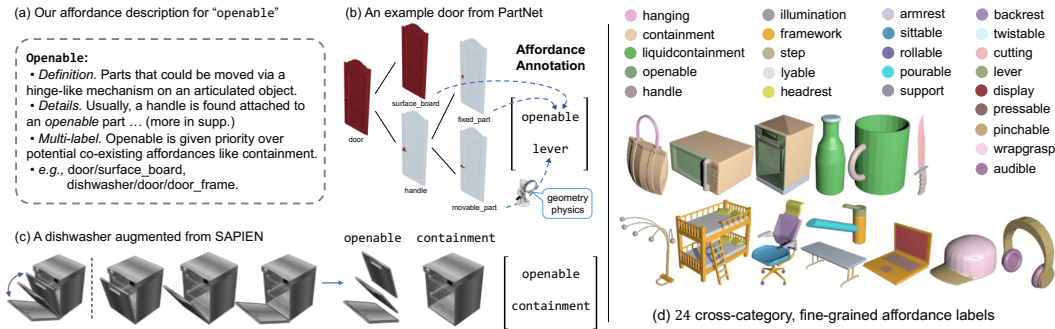 (a) Our affordance description for "openable"
Openable:
• Definition. Parts that could be moved via a
hinge-like mechanism on an articulated object.
• Details. Usually, a handle is found attached to
an openable part … (more in supp.)
• Multi-label. Openable is given priority over
potential co-existing affordances like containment.
• e.g., door/surface_board,
dishwasher/door/door_frame.
(b) An example door from PartNet
door
surface_board
handle
fixed_part
movable_part
Affordance
Annotation
openable
lever
geometry
physics
(c) A dishwasher augmented from SAPIEN
openable
containment
openable
containment
hanging
containment
liquidcontainment
openable
handle
illumination
framework
step
lyable
headrest
armrest
sittable
rollable
pourable
support
backrest
twistable
cutting
lever
display
pressable
pinchable
wrapgrasp
audible
(d) 24 cross-category, fine-grained affordance labels